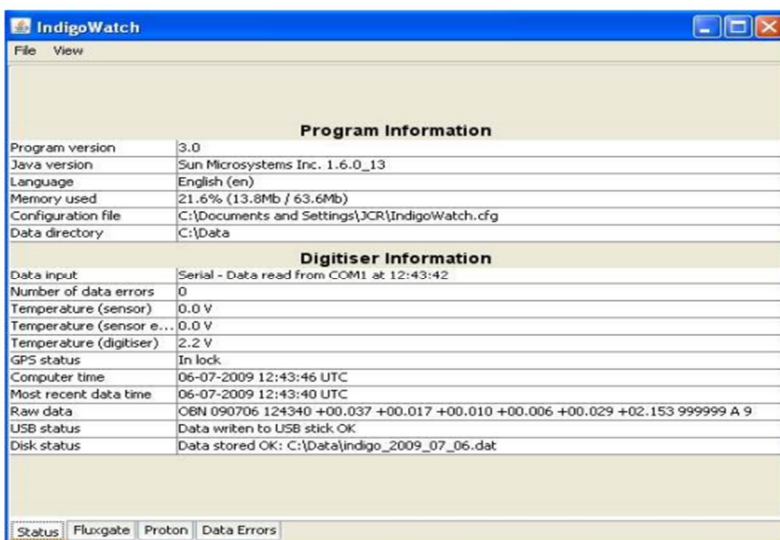 IndigoWatch
File View
Program Information
Program version 3.0
Java version Sun Microsystems Inc. 1.6.0_13
Language English (en)
Memory used 21.6% (13.8Mb / 63.6Mb)
Configuration file C:\Documents and Settings\JCR\IndigoWatch.cfg
Data directory C:\Data
Digitiser Information
Data input Serial - Data read from COM1 at 12:43:42
Number of data errors 0
Temperature (sensor) 0.0 V
Temperature (sensor e... 0.0 V
Temperature (digitiser) 2.2 V
GPS status In lock
Computer time 06-07-2009 12:43:46 UTC
Most recent data time 06-07-2009 12:43:40 UTC
Raw data OBN 090706 124340 +00.037 +00.017 +00.010 +00.006 +00.029 +02.153 999999 A 9
USB status Data writen to USB stick OK
Disk status Data stored OK: C:\Data\indigo_2009_07_06.dat
Status Fluxgate Proton Data Errors